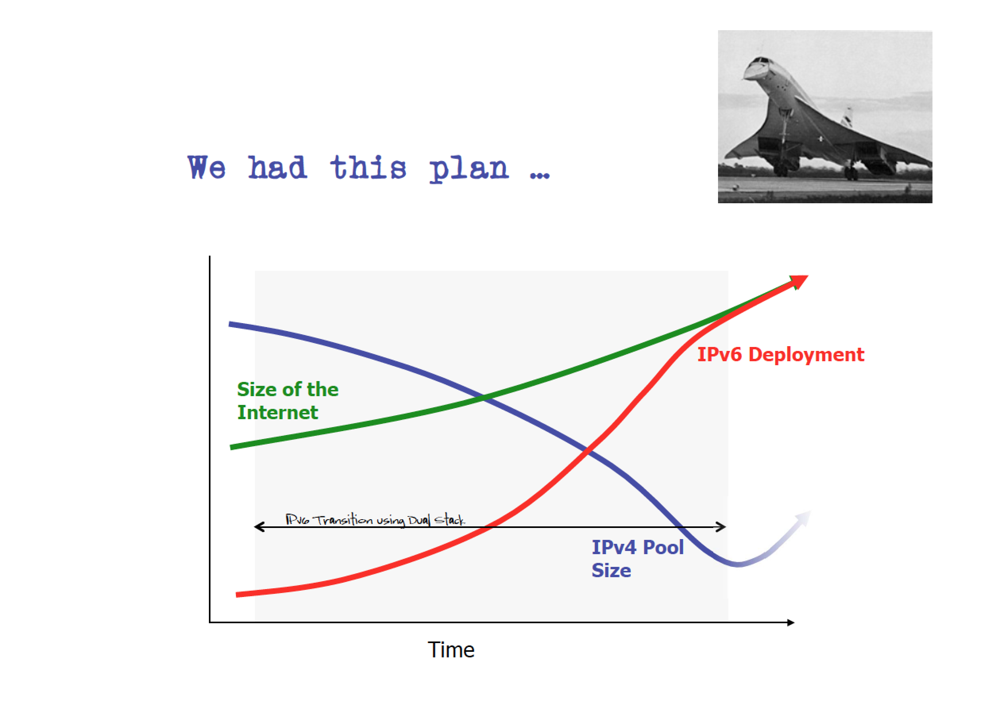 We had this plan …
IPv6 Deployment
Size of the
Internet
IPv6 Transition using Dual Stack
IPv4 Pool
Size
Time